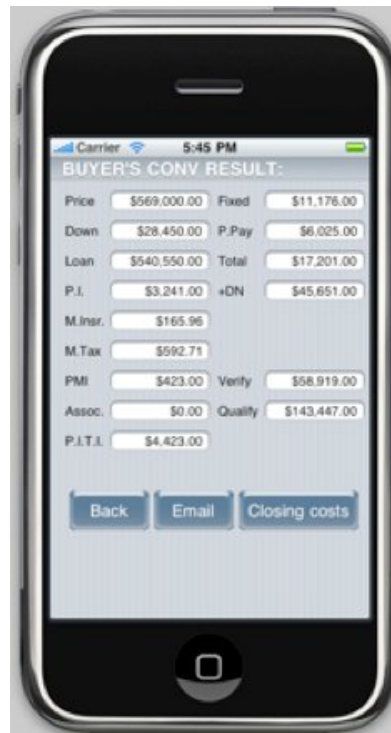 Carrier 5:45 PM
BUYER'S CONV RESULT:
Price $569,000.00 Fixed $11,176.00
Down $28,450.00 P.Pay $6,025.00
Loan $540,550.00 Total $17,201.00
P.I. $3,241.00 +DN $45,651.00
M.Insr. $165.96
M.Tax $592.71
PMI $423.00 Verify $58,919.00
Assoc. $0.00 Qualify $143,447.00
P.I.T.I. $4,423.00
Back Email Closing costs